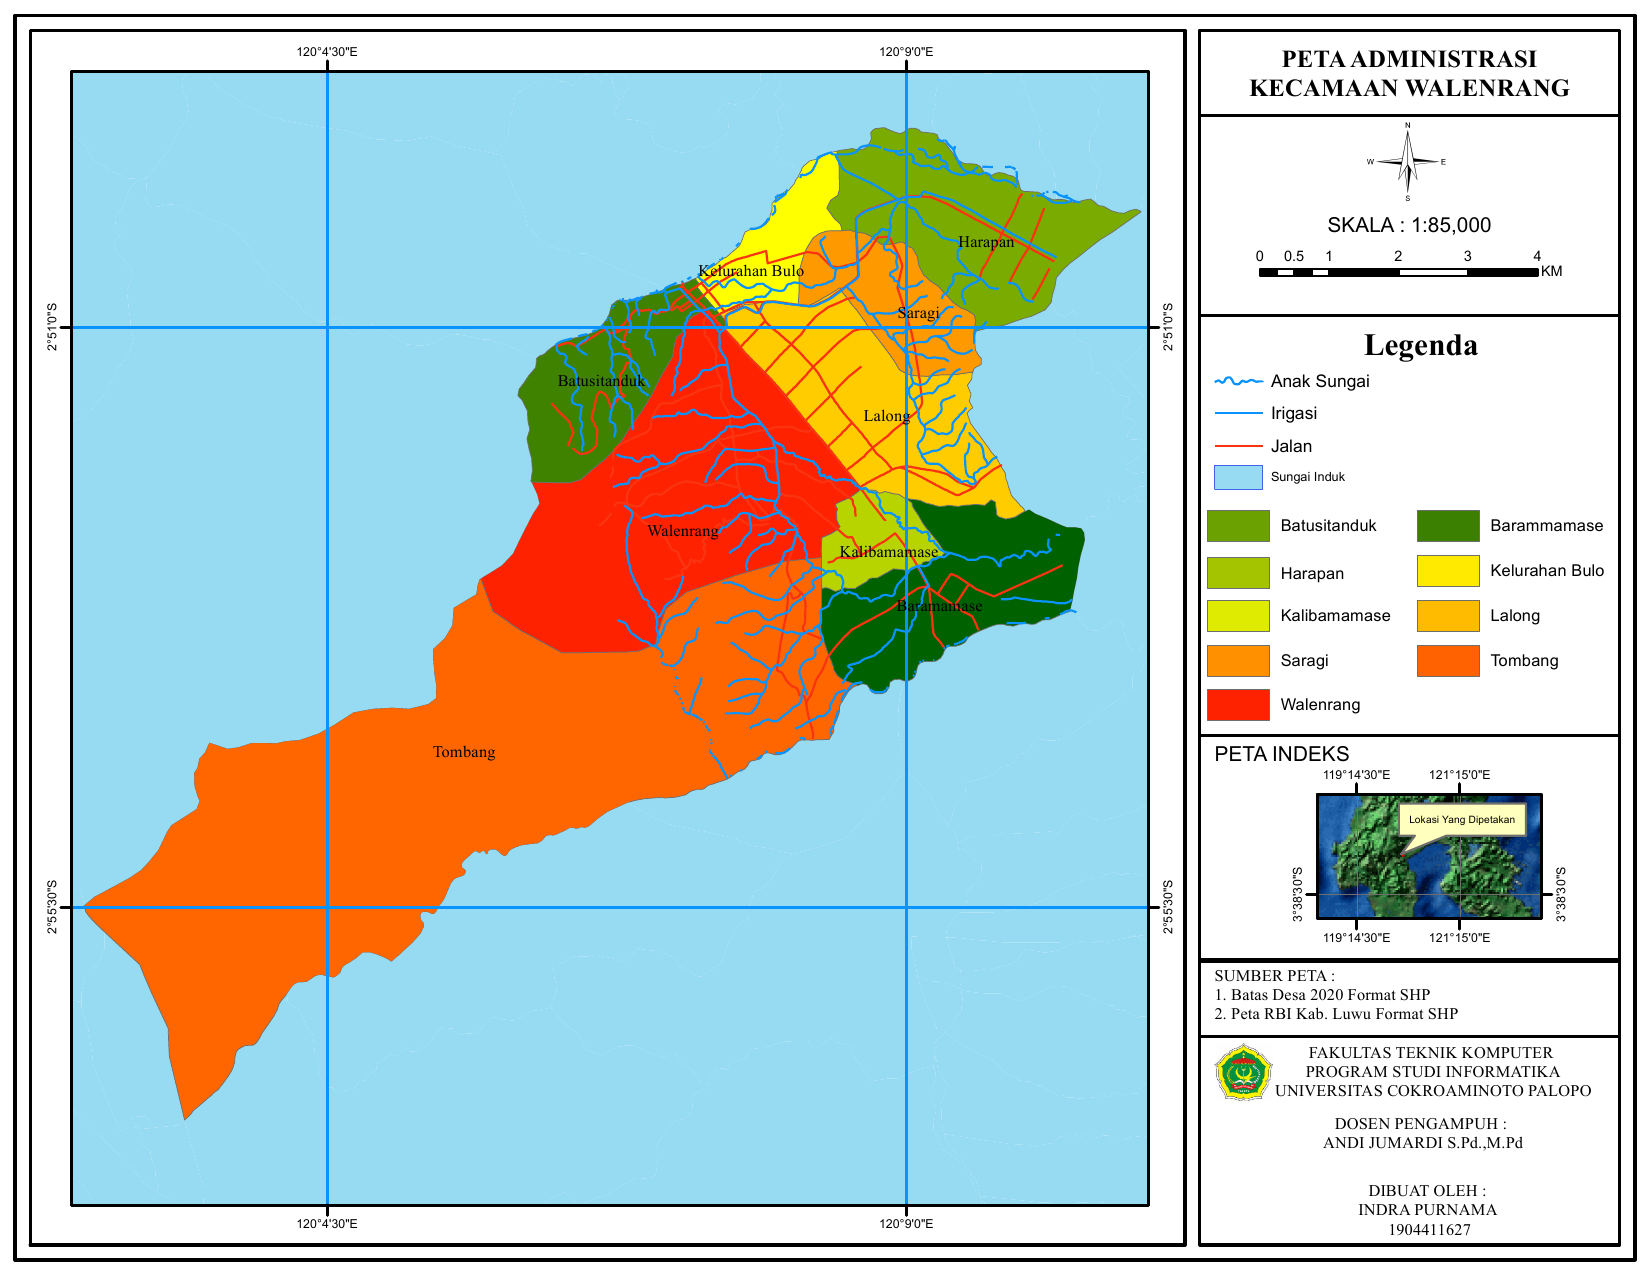 120°4'30"E
120°9'0"E
2°51'0"S
2°51'0"S
2°55'30"S
2°55'30"S
120°4'30"E
120°9'0"E
Harapan
Kelurahan Bulo
Saragi
Batusitanduk
Lalong
Walenrang
Kalibamamase
Baramamase
Tombang
PETA ADMINISTRASI
KECAMAAN WALENRANG
N
W
E
S
SKALA : 1:85,000
0 0.5 1 2 3 4
KM
Legenda
Anak Sungai
Irigasi
Jalan
Sungai Induk
Batusitanduk
Barammamase
Harapan
Kelurahan Bulo
Kalibamamase
Lalong
Saragi
Tombang
Walenrang
PETA INDEKS
119°14'30"E
121°15'0"E
Lokasi Yang Dipetakan
3°38'30"S
3°38'30"S
119°14'30"E
121°15'0"E
SUMBER PETA :
1. Batas Desa 2020 Format SHP
2. Peta RBI Kab. Luwu Format SHP
FAKULTAS TEKNIK KOMPUTER
PROGRAM STUDI INFORMATIKA
UNIVERSITAS COKROAMINOTO PALOPO
DOSEN PENGAMPUH :
ANDI JUMARDI S.Pd.,M.Pd
DIBUAT OLEH :
INDRA PURNAMA
1904411627